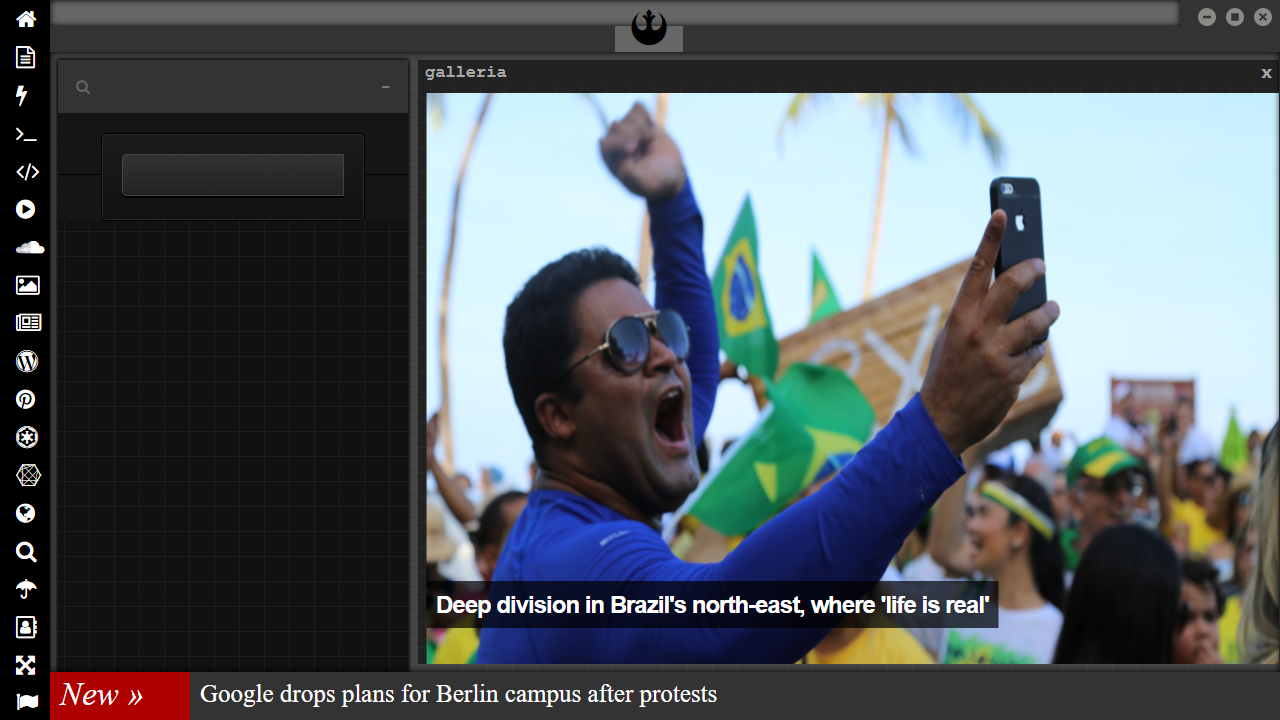 galleria
x
Deep division in Brazil's north-east, where 'life is real'
New »
Google drops plans for Berlin campus after protests